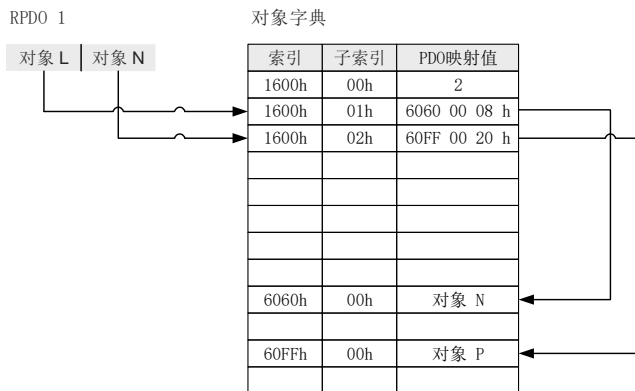 RPDO 1 对象字典
对象 L 对象 N
索引 子索引 PDO映射值
1600h 00h 2
1600h 01h 6060 00 08 h
1600h 02h 60FF 00 20 h
6060h 00h 对象 N
60FFh 00h 对象 P